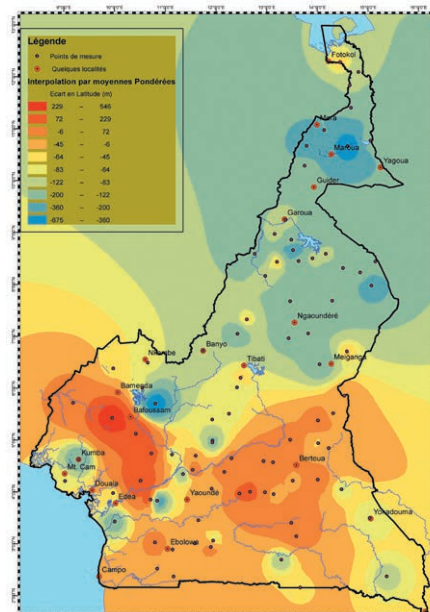 Légende
Points de mesure
Quelques localités
Interpolation par moyennes Pondérées
Ecart en Latitude (m)
229 – 546
72 – 229
-6 – 72
-45 – -6
-64 – -45
-83 – -64
-122 – -83
-200 – -122
-360 – -200
-675 – -360
Fotokol
Mora
Maroua
Yagoua
Guider
Garoua
Ngaoundéré
Banyo
Nkambe
Tibati
Meiganga
Bamenda
Bafoussam
Kumba
Mt. Cam
Bertoua
Douala
Edea
Yaoundé
Yokadouma
Ebolowa
Campo